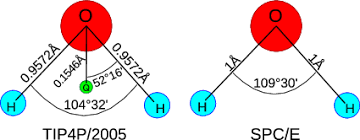 O
0.9572Å
0.1546Å
0.9572Å
Q
52°16'
104°32'
H
H
TIP4P/2005
O
1Å
1Å
109°30'
H
H
SPC/E